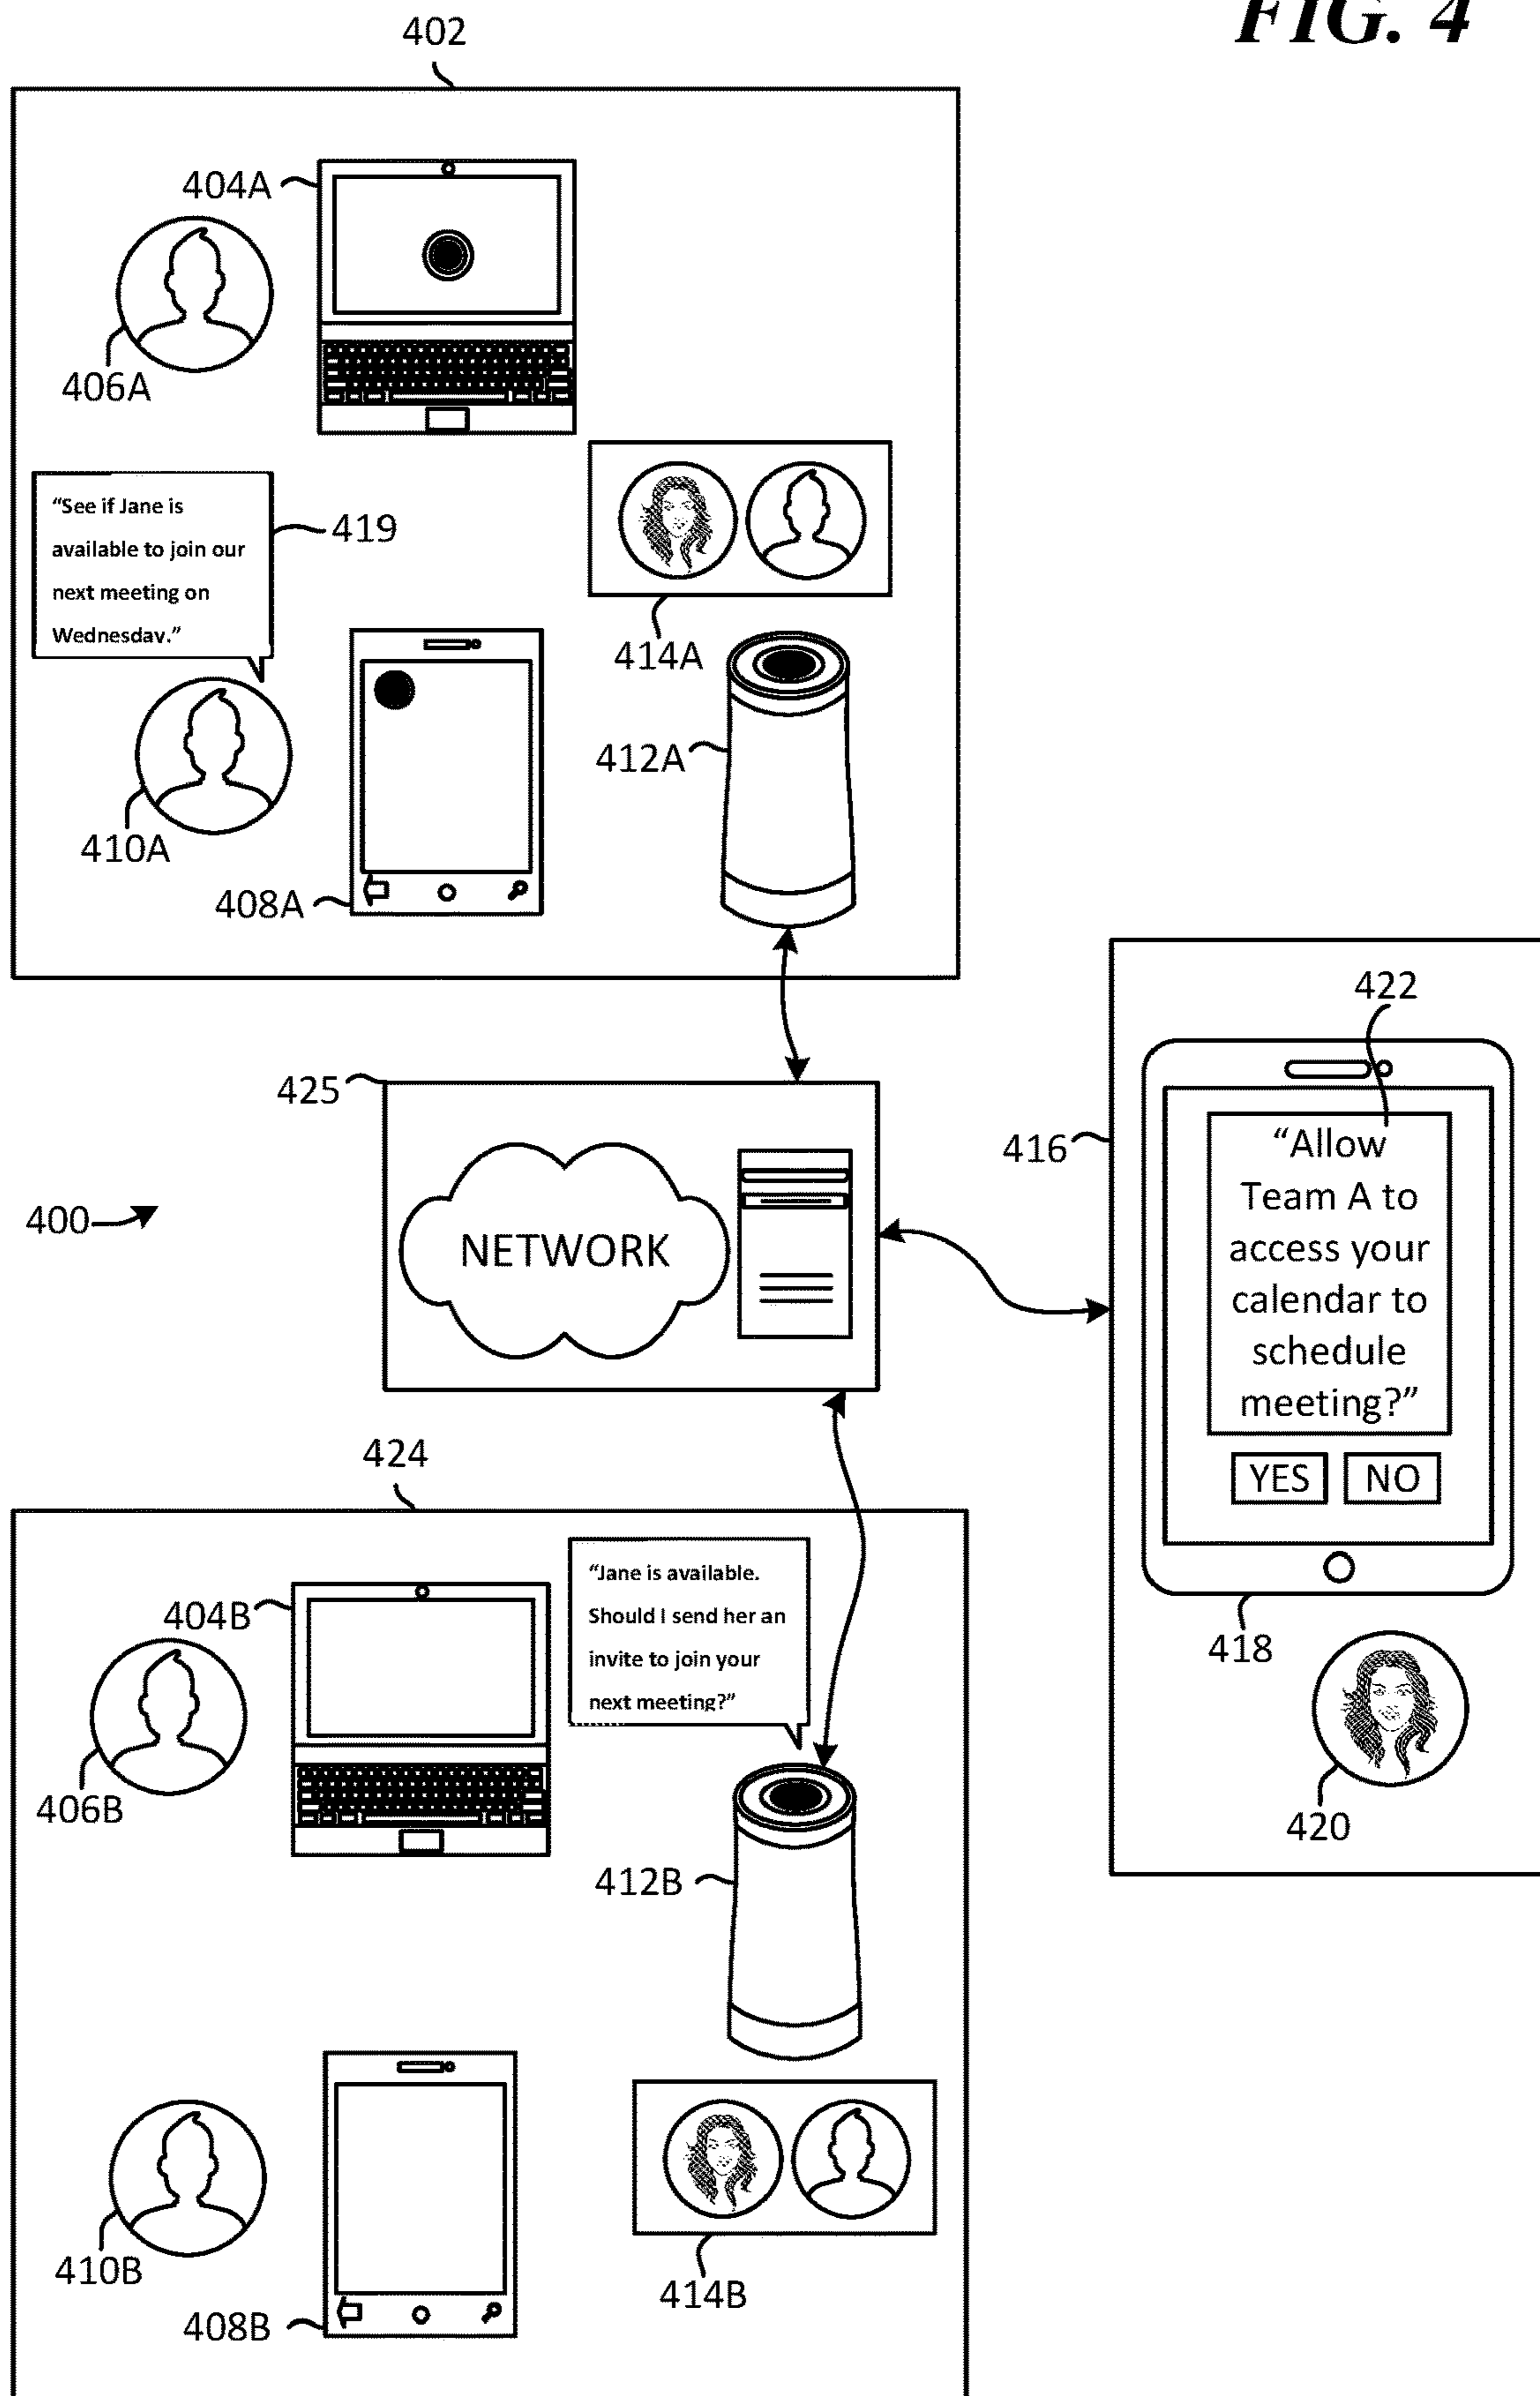 FIG. 4
402
404A
406A
“See if Jane is
available to join our
next meeting on
Wednesday.”
419
414A
412A
410A
408A
422
425
416
“Allow
Team A to
access your
calendar to
schedule
meeting?”
YES NO
400
NETWORK
418
420
424
“Jane is available.
Should I send her an
invite to join your
next meeting?”
404B
406B
412B
410B
408B
414B